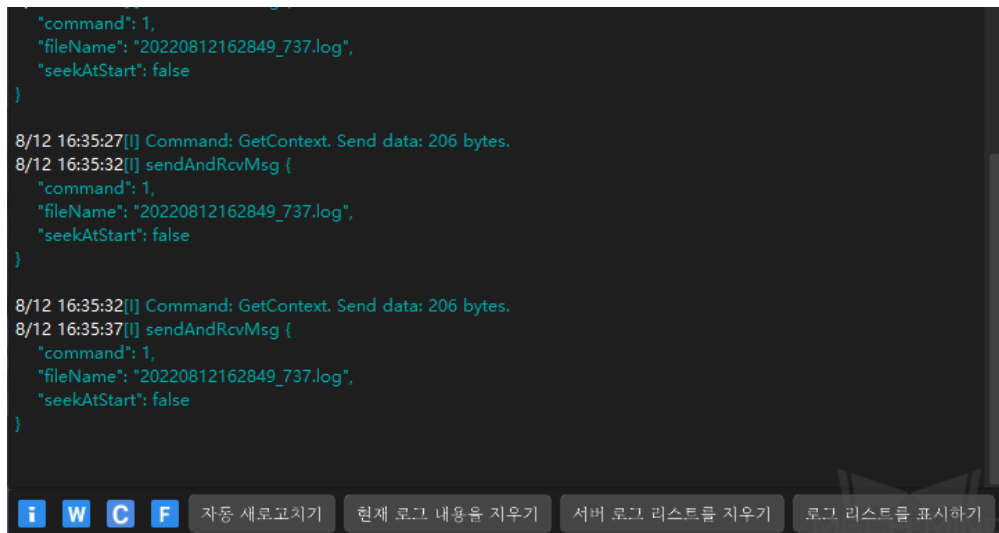 "command": 1,
"fileName": "20220812162849_737.log",
"seekAtStart": false
}
8/12 16:35:27[I] Command: GetContext. Send data: 206 bytes.
8/12 16:35:32[I] sendAndRcvMsg {
"command": 1,
"fileName": "20220812162849_737.log",
"seekAtStart": false
}
8/12 16:35:32[I] Command: GetContext. Send data: 206 bytes.
8/12 16:35:37[I] sendAndRcvMsg {
"command": 1,
"fileName": "20220812162849_737.log",
"seekAtStart": false
}
i W C F 자동 새로고치기 현재 로그 내용을 지우기 서버 로그 리스트를 지우기 로그 리스트를 표시하기